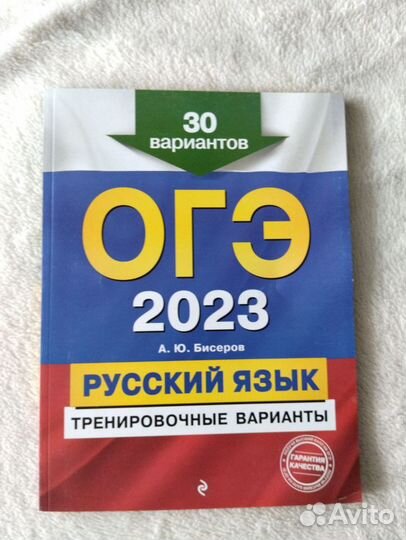 30
вариантов
ОГЭ
2023
А. Ю. Бисеров
РУССКИЙ ЯЗЫК
ТРЕНИРОВОЧНЫЕ ВАРИАНТЫ
ГАРАНТИЯ
КАЧЕСТВА
Avito